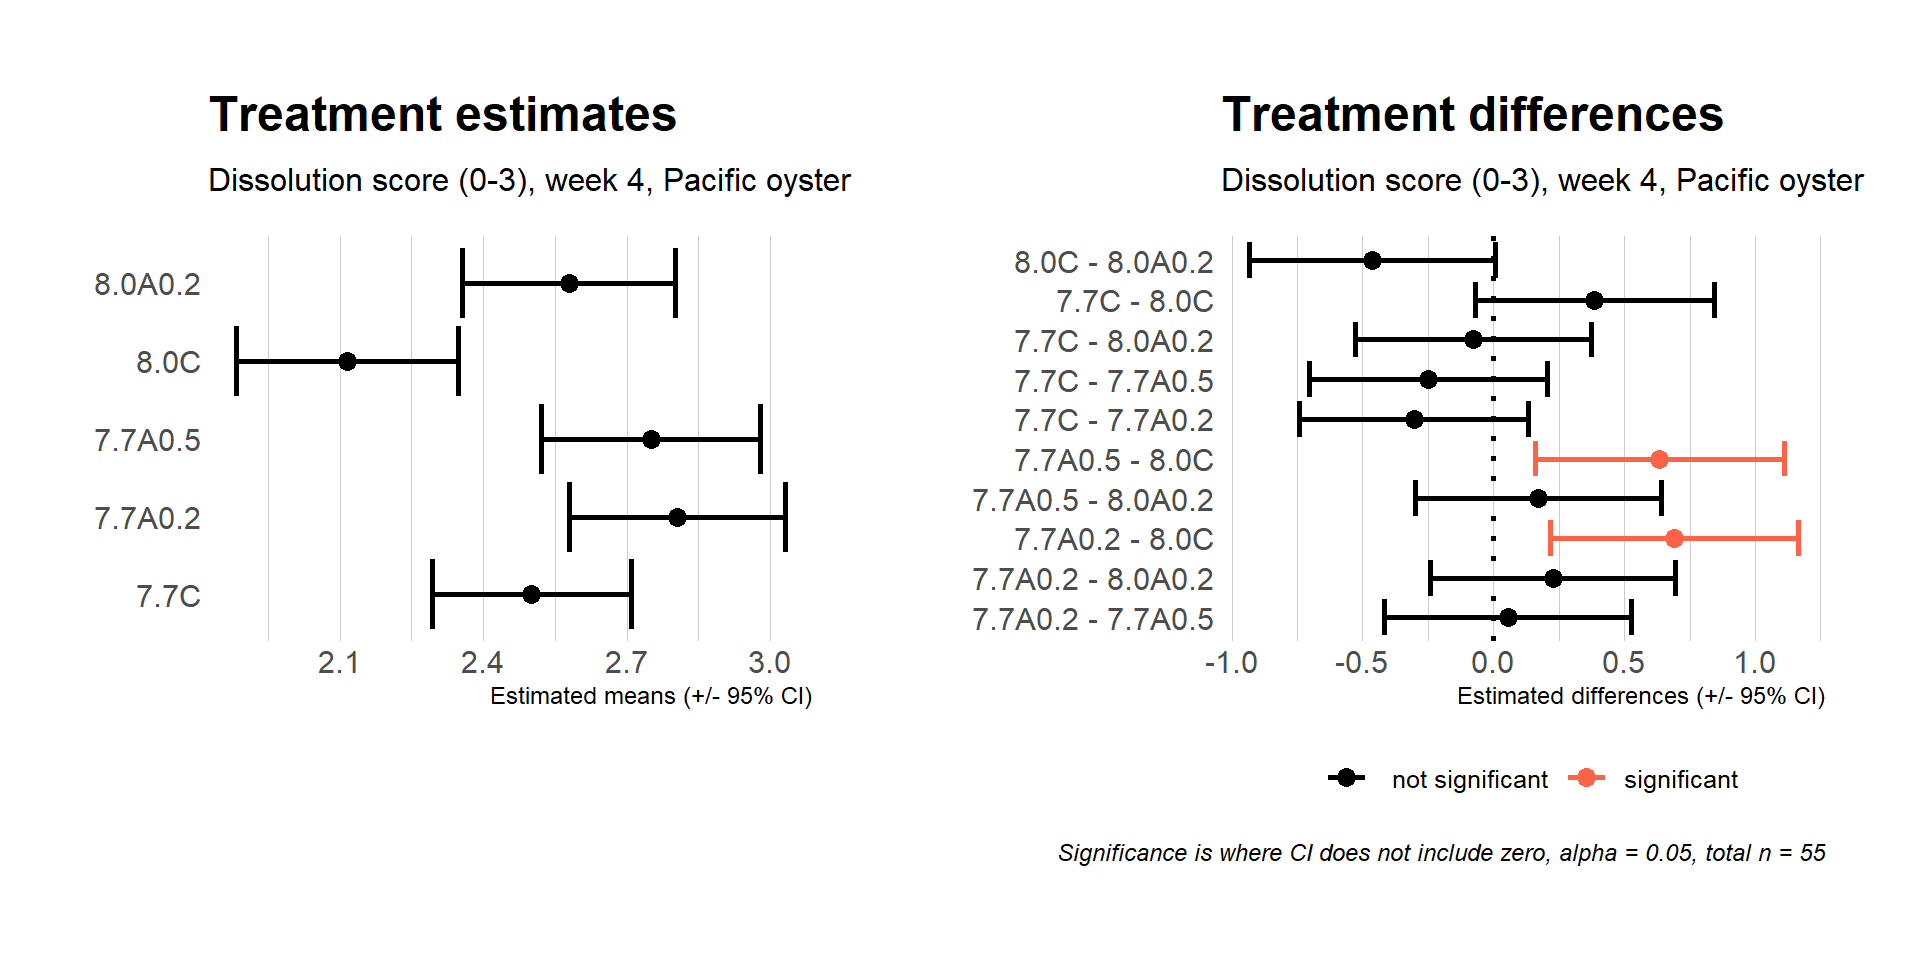 Treatment estimates
Dissolution score (0-3), week 4, Pacific oyster
8.0A0.2
8.0C
7.7A0.5
7.7A0.2
7.7C
2.1 2.4 2.7 3.0
Estimated means (+/- 95% CI)
Treatment differences
Dissolution score (0-3), week 4, Pacific oyster
8.0C - 8.0A0.2
7.7C - 8.0C
7.7C - 8.0A0.2
7.7C - 7.7A0.5
7.7C - 7.7A0.2
7.7A0.5 - 8.0C
7.7A0.5 - 8.0A0.2
7.7A0.2 - 8.0C
7.7A0.2 - 8.0A0.2
7.7A0.2 - 7.7A0.5
-1.0 -0.5 0.0 0.5 1.0
Estimated differences (+/- 95% CI)
not significant significant
Significance is where CI does not include zero, alpha = 0.05, total n = 55